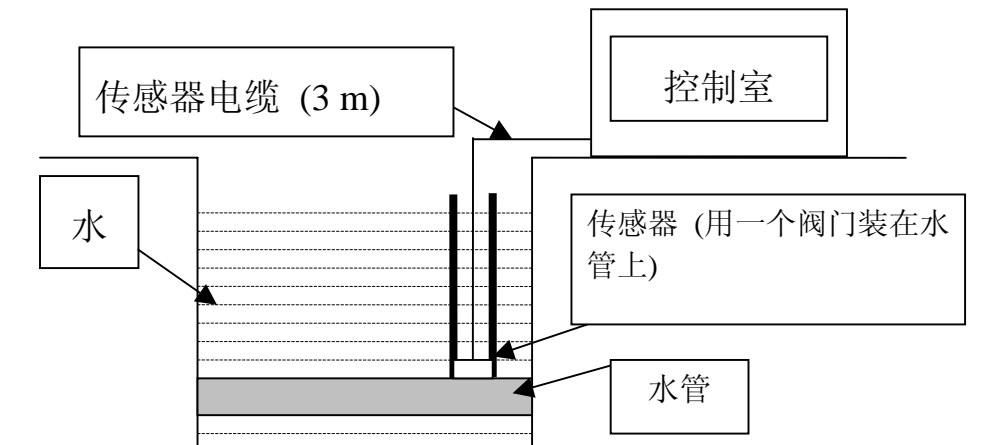 控制室
传感器电缆 (3 m)
水
传感器 (用一个阀门装在水
管上)
水管